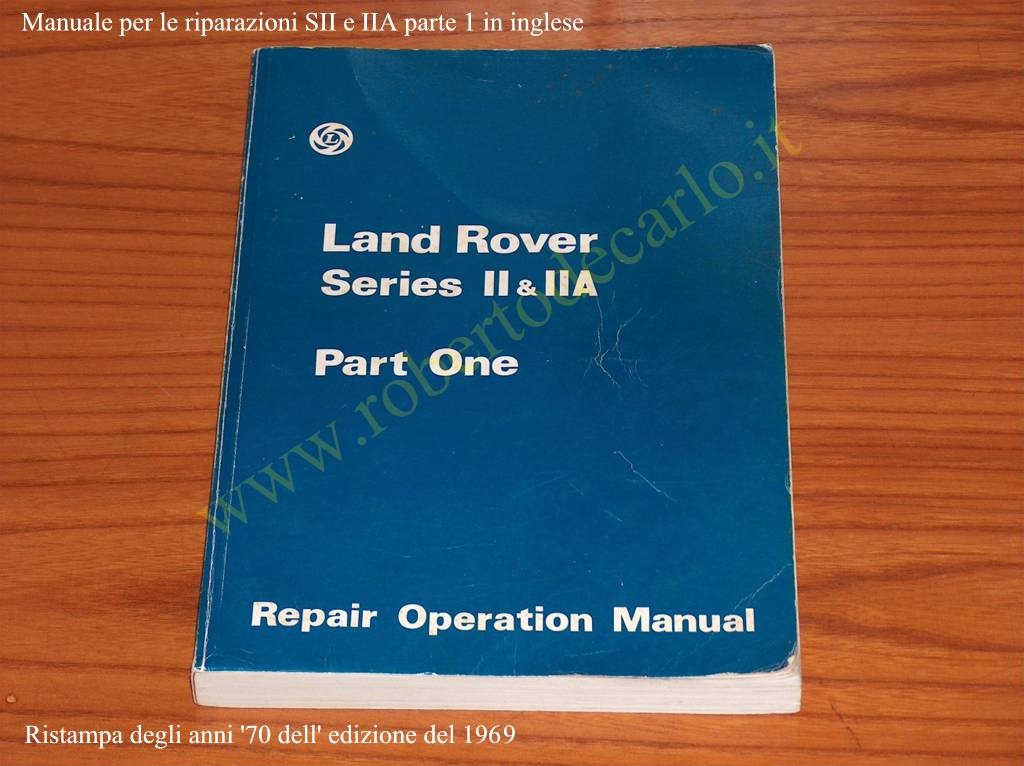 Manuale per le riparazioni SII e IIA parte 1 in inglese
L
Land Rover
Series II & IIA
Part One
www.robertodecarlo.it
Repair Operation Manual
Ristampa degli anni '70 dell' edizione del 1969